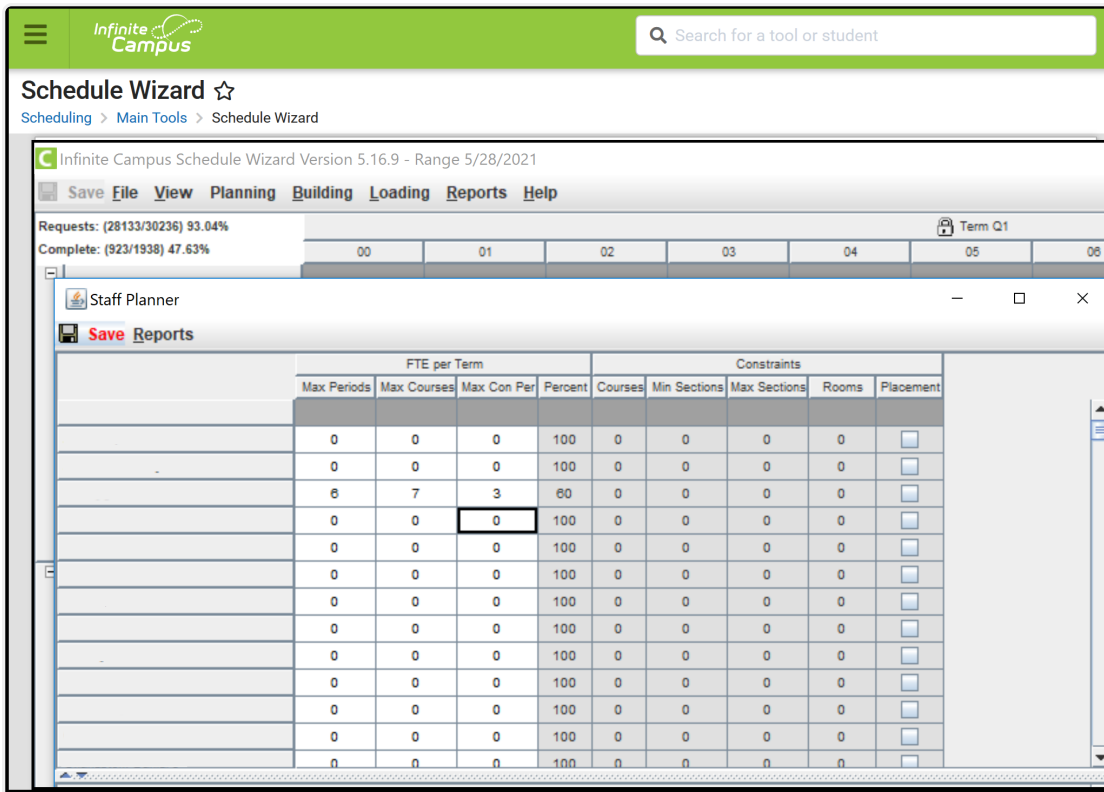 Infinite Campus
Search for a tool or student
Schedule Wizard
Scheduling > Main Tools > Schedule Wizard
C Infinite Campus Schedule Wizard Version 5.16.9 - Range 5/28/2021
Save File View Planning Building Loading Reports Help
Requests: (28133/30236) 93.04%
Term Q1
Complete: (923/1938) 47.63%
00 01 02 03 04 05 06
Staff Planner
Save Reports
FTE per Term Constraints
Max Periods Max Courses Max Con Per Percent Courses Min Sections Max Sections Rooms Placement
0 0 0 100 0 0 0 0
0 0 0 100 0 0 0 0
6 7 3 60 0 0 0 0
0 0 0 100 0 0 0 0
0 0 0 100 0 0 0 0
0 0 0 100 0 0 0 0
0 0 0 100 0 0 0 0
0 0 0 100 0 0 0 0
0 0 0 100 0 0 0 0
0 0 0 100 0 0 0 0
0 0 0 100 0 0 0 0
0 0 0 100 0 0 0 0
0 0 0 100 0 0 0 0